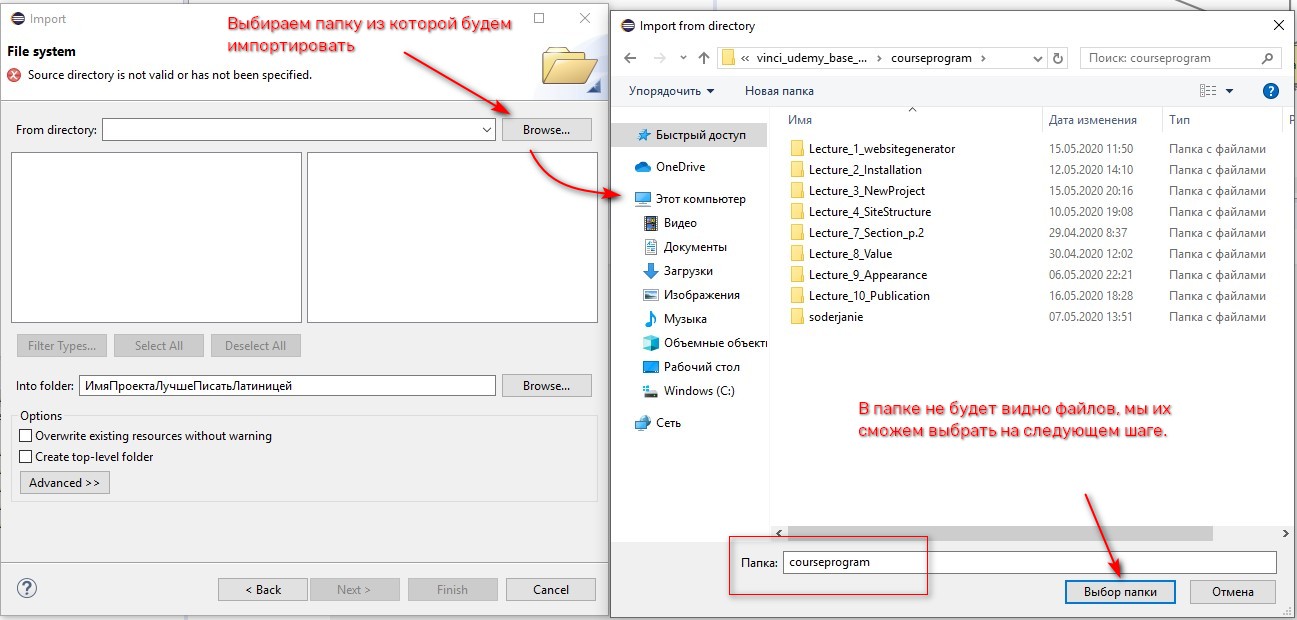 Import
Выбираем папку из которой будем
импортировать
File system
Source directory is not valid or has not been specified.
From directory:
Browse...
Filter Types...
Select All
Deselect All
Into folder:
ИмяПроектаЛучшеПисатьЛатиницей
Browse...
Options
Overwrite existing resources without warning
Create top-level folder
Advanced >>
?
< Back
Next >
Finish
Cancel
Import from directory
« vinci_udemy_base_... › courseprogram ›
Поиск: courseprogram
Упорядочить
Новая папка
?
Имя
Дата изменения
Тип
Р
Быстрый доступ
OneDrive
Этот компьютер
Видео
Документы
Загрузки
Изображения
Музыка
Объемные объекти
Рабочий стол
Windows (C:)
Сеть
Lecture_1_websitegenerator 15.05.2020 11:50 Папка с файлами
Lecture_2_Installation 12.05.2020 14:10 Папка с файлами
Lecture_3_NewProject 15.05.2020 20:16 Папка с файлами
Lecture_4_SiteStructure 10.05.2020 19:08 Папка с файлами
Lecture_7_Section_p.2 29.04.2020 8:37 Папка с файлами
Lecture_8_Value 30.04.2020 12:02 Папка с файлами
Lecture_9_Appearance 06.05.2020 22:21 Папка с файлами
Lecture_10_Publication 16.05.2020 18:28 Папка с файлами
soderjanie 07.05.2020 13:51 Папка с файлами
В папке не будет видно файлов, мы их
сможем выбрать на следующем шаге.
Папка:
courseprogram
Выбор папки
Отмена